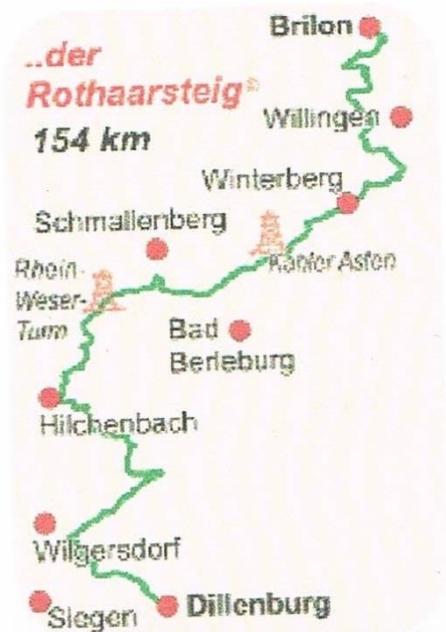 Brilon
..der
Rothaarsteig®
154 km
Willingen
Winterberg
Schmallenberg
Kahler Asten
Rhein-
Weser-
Turm
Bad
Berleburg
Hilchenbach
Wilgersdorf
Siegen
Dillenburg